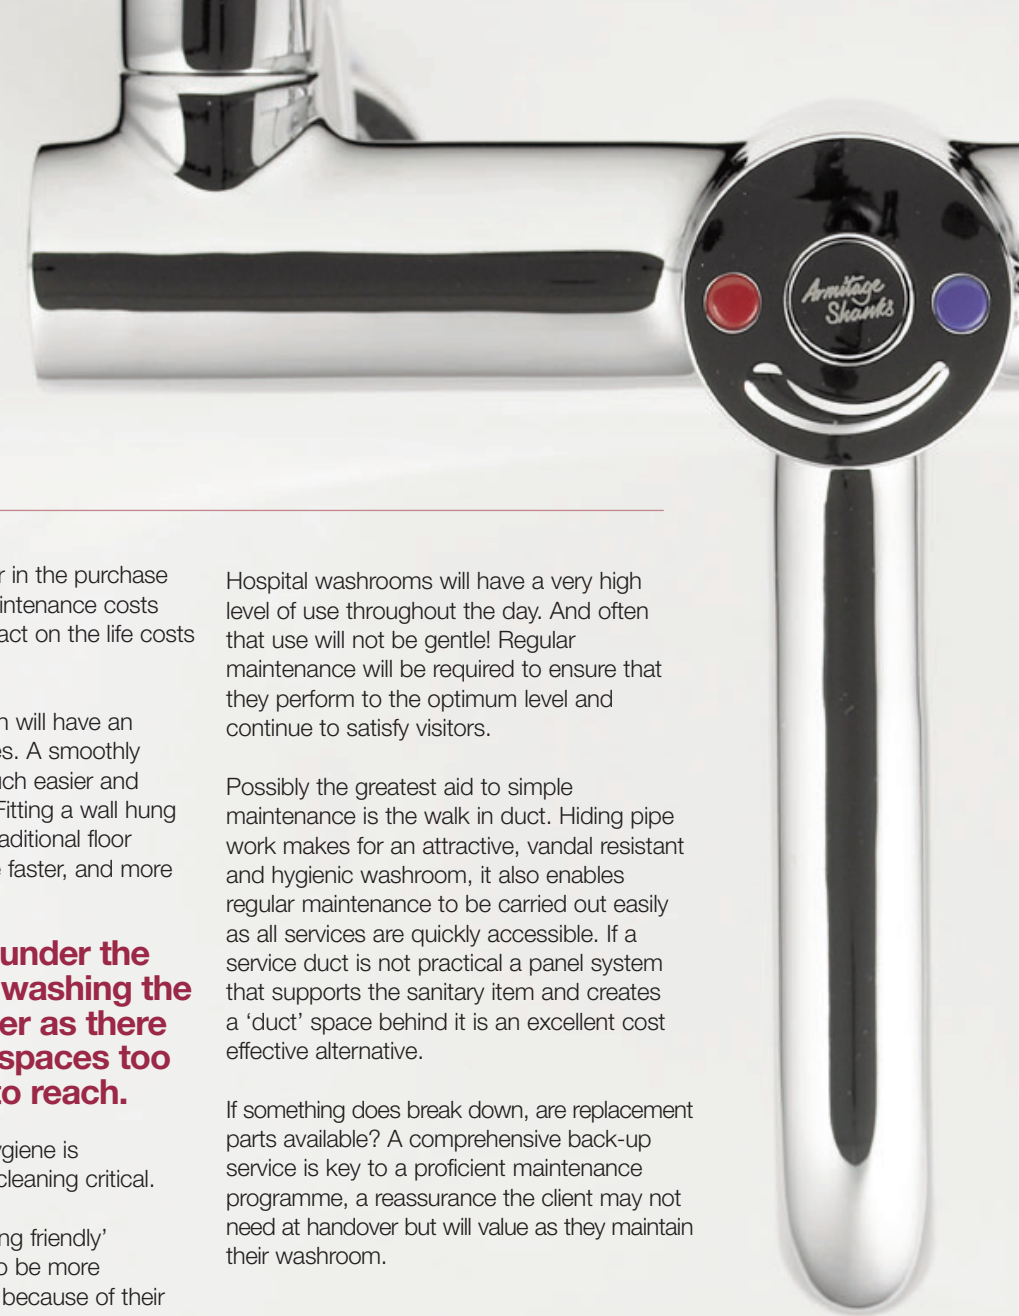 Armitage
Shanks
r in the purchase
intenance costs
act on the life costs
n will have an
es. A smoothly
uch easier and
Fitting a wall hung
aditional floor
e faster, and more
under the
washing the
er as there
spaces too
to reach.
ygiene is
cleaning critical.
ng friendly’
o be more
because of their
Hospital washrooms will have a very high
level of use throughout the day. And often
that use will not be gentle! Regular
maintenance will be required to ensure that
they perform to the optimum level and
continue to satisfy visitors.
Possibly the greatest aid to simple
maintenance is the walk in duct. Hiding pipe
work makes for an attractive, vandal resistant
and hygienic washroom, it also enables
regular maintenance to be carried out easily
as all services are quickly accessible. If a
service duct is not practical a panel system
that supports the sanitary item and creates
a ‘duct’ space behind it is an excellent cost
effective alternative.
If something does break down, are replacement
parts available? A comprehensive back-up
service is key to a proficient maintenance
programme, a reassurance the client may not
need at handover but will value as they maintain
their washroom.